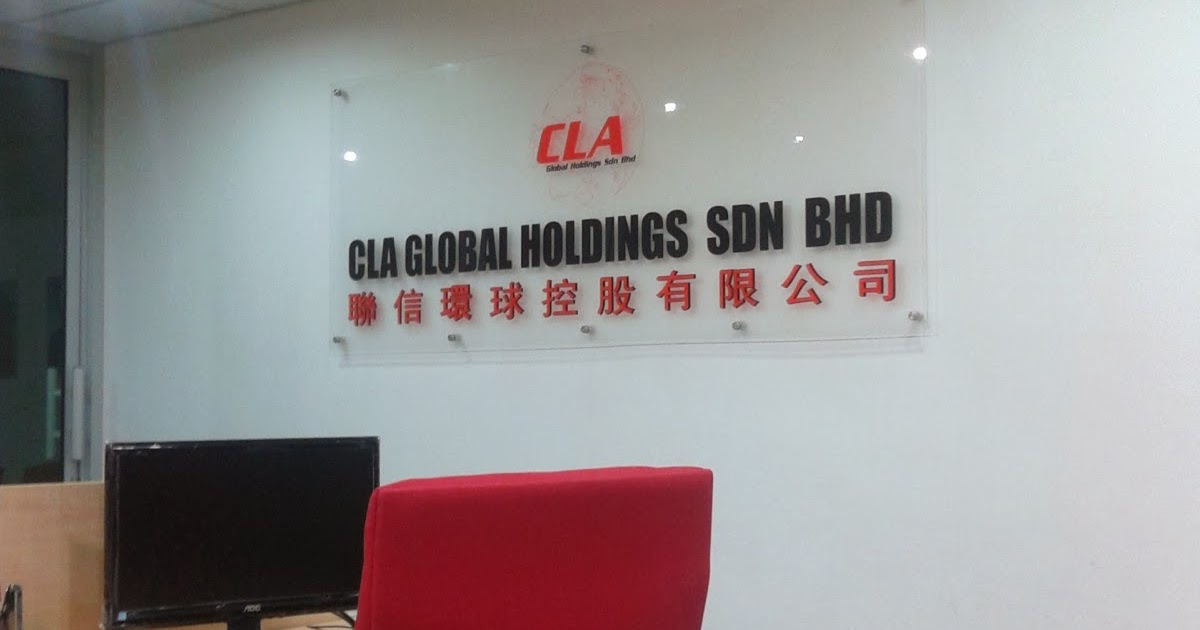 CLA
Global Holdings Sdn Bhd
CLA GLOBAL HOLDINGS SDN BHD
聯信環球控股有限公司
AOC